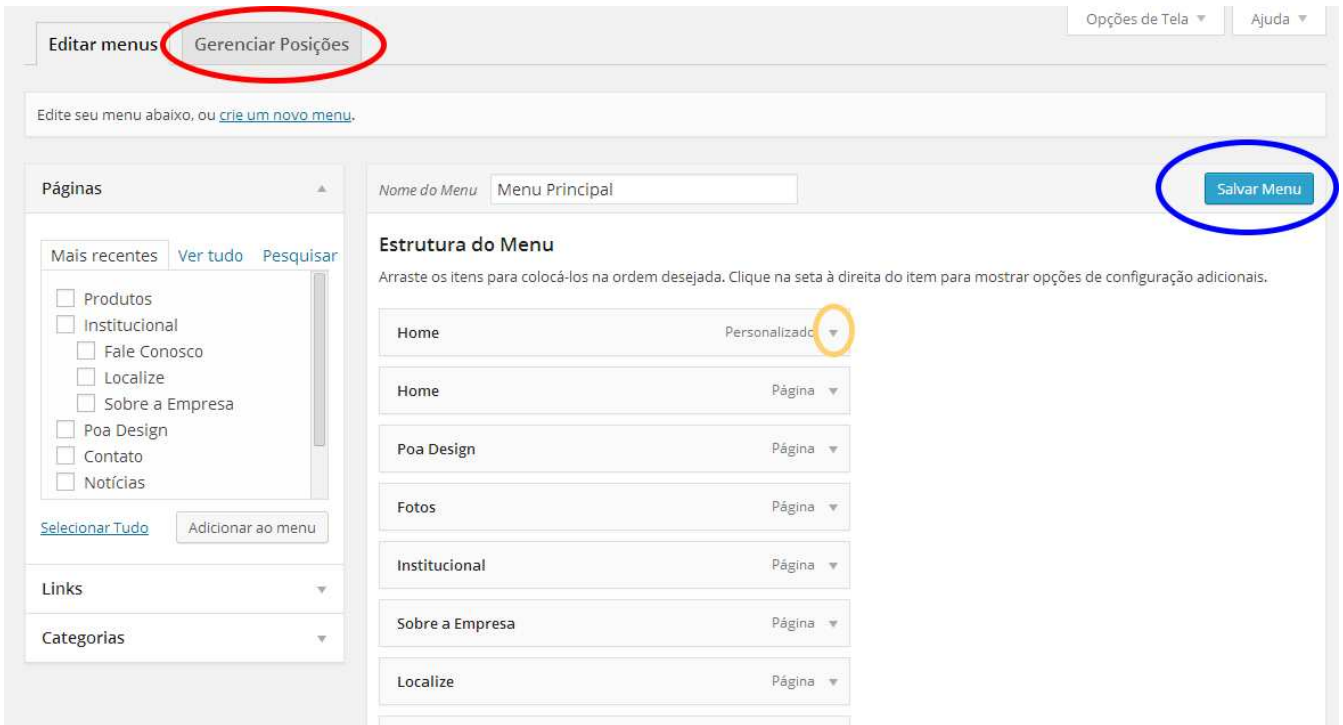 Opções de Tela
Ajuda
Editar menus
Gerenciar Posições
Edite seu menu abaixo, ou crie um novo menu.
Páginas
Mais recentes Ver tudo Pesquisar
Produtos
Institucional
Fale Conosco
Localize
Sobre a Empresa
Poa Design
Contato
Notícias
Selecionar Tudo
Adicionar ao menu
Links
Categorias
Nome do Menu Menu Principal
Salvar Menu
Estrutura do Menu
Arraste os itens para colocá-los na ordem desejada. Clique na seta à direita do item para mostrar opções de configuração adicionais.
Home Personalizado
Home Página
Poa Design Página
Fotos Página
Institucional Página
Sobre a Empresa Página
Localize Página